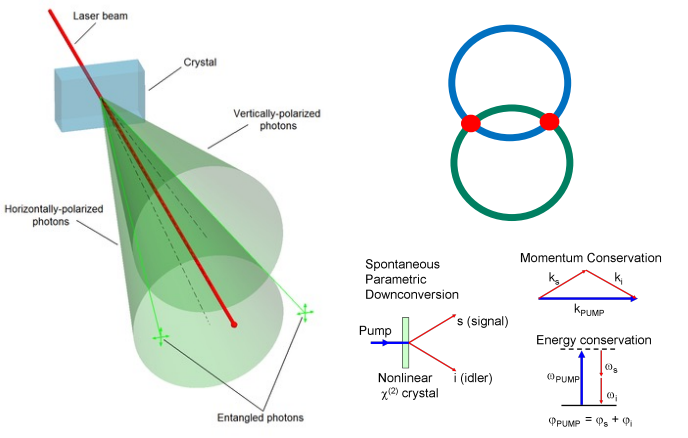 Laser beam
Crystal
Vertically-polarized
photons
Horizontally-polarized
photons
Entangled photons
Spontaneous
Parametric
Downconversion
Pump
s (signal)
i (idler)
Nonlinear
χ(2) crystal
Momentum Conservation
ks
ki
kPUMP
Energy conservation
ωPUMP
ωs
ωi
φPUMP = φs + φi